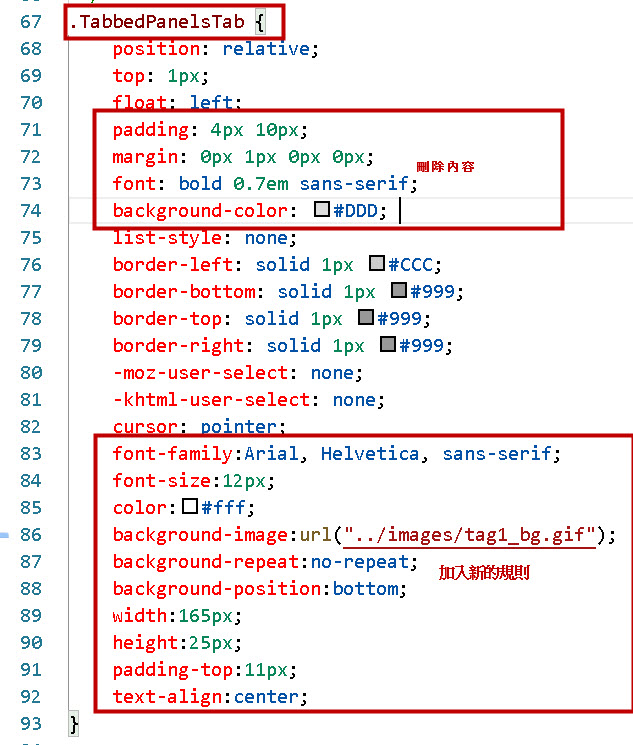 67 .TabbedPanelsTab {
68 position: relative;
69 top: 1px;
70 float: left;
71 padding: 4px 10px;
72 margin: 0px 1px 0px 0px;
刪除內容
73 font: bold 0.7em sans-serif;
74 background-color: #DDD;
75 list-style: none;
76 border-left: solid 1px #CCC;
77 border-bottom: solid 1px #999;
78 border-top: solid 1px #999;
79 border-right: solid 1px #999;
80 -moz-user-select: none;
81 -khtml-user-select: none;
82 cursor: pointer;
83 font-family:Arial, Helvetica, sans-serif;
84 font-size:12px;
85 color:#fff;
86 background-image:url("../images/tag1_bg.gif");
87 background-repeat:no-repeat;
加入新的規則
88 background-position:bottom;
89 width:165px;
90 height:25px;
91 padding-top:11px;
92 text-align:center;
93 }